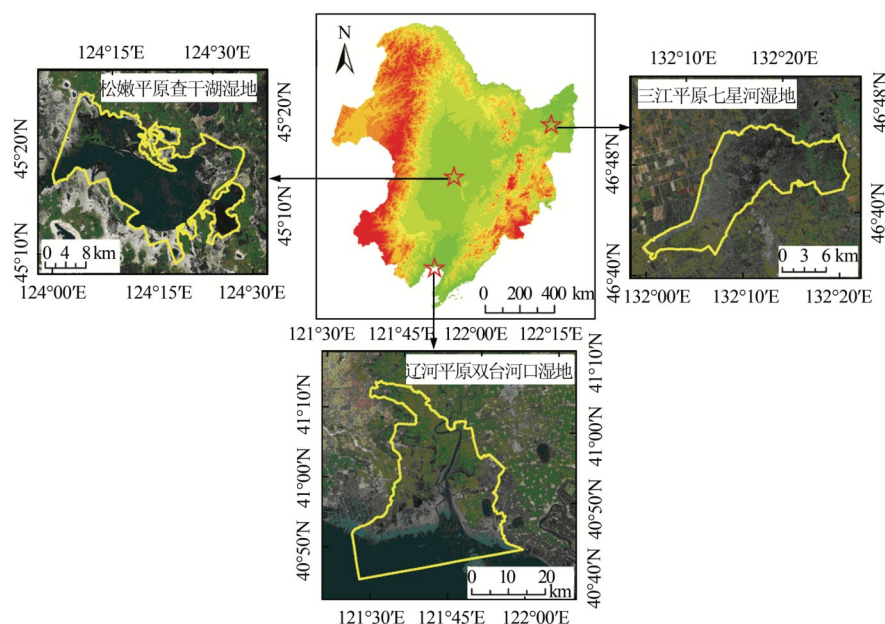 124°15′E 124°30′E
松嫩平原查干湖湿地
45°20′N
45°10′N
45°20′N
45°10′N
0 4 8 km
124°00′E 124°15′E 124°30′E
N
0 200 400 km
132°10′E 132°20′E
三江平原七星河湿地
46°48′N
46°40′N
46°48′N
46°40′N
0 3 6 km
132°00′E 132°10′E 132°20′E
121°30′E 121°45′E 122°00′E 122°15′E
辽河平原双台河口湿地
41°10′N
41°00′N
40°50′N
41°10′N
41°00′N
40°50′N
40°40′N
0 10 20
km
121°30′E 121°45′E 122°00′E